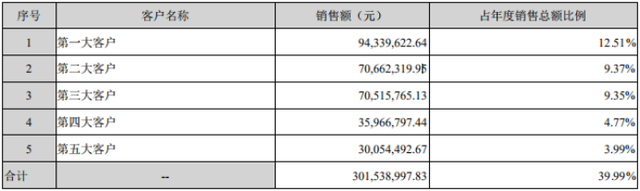 序号 客户名称 销售额（元） 占年度销售总额比例
1 第一大客户 94,339,622.64 12.51%
2 第二大客户 70,662,319.95 9.37%
3 第三大客户 70,515,765.13 9.35%
4 第四大客户 35,966,797.44 4.77%
5 第五大客户 30,054,492.67 3.99%
合计 -- 301,538,997.83 39.99%